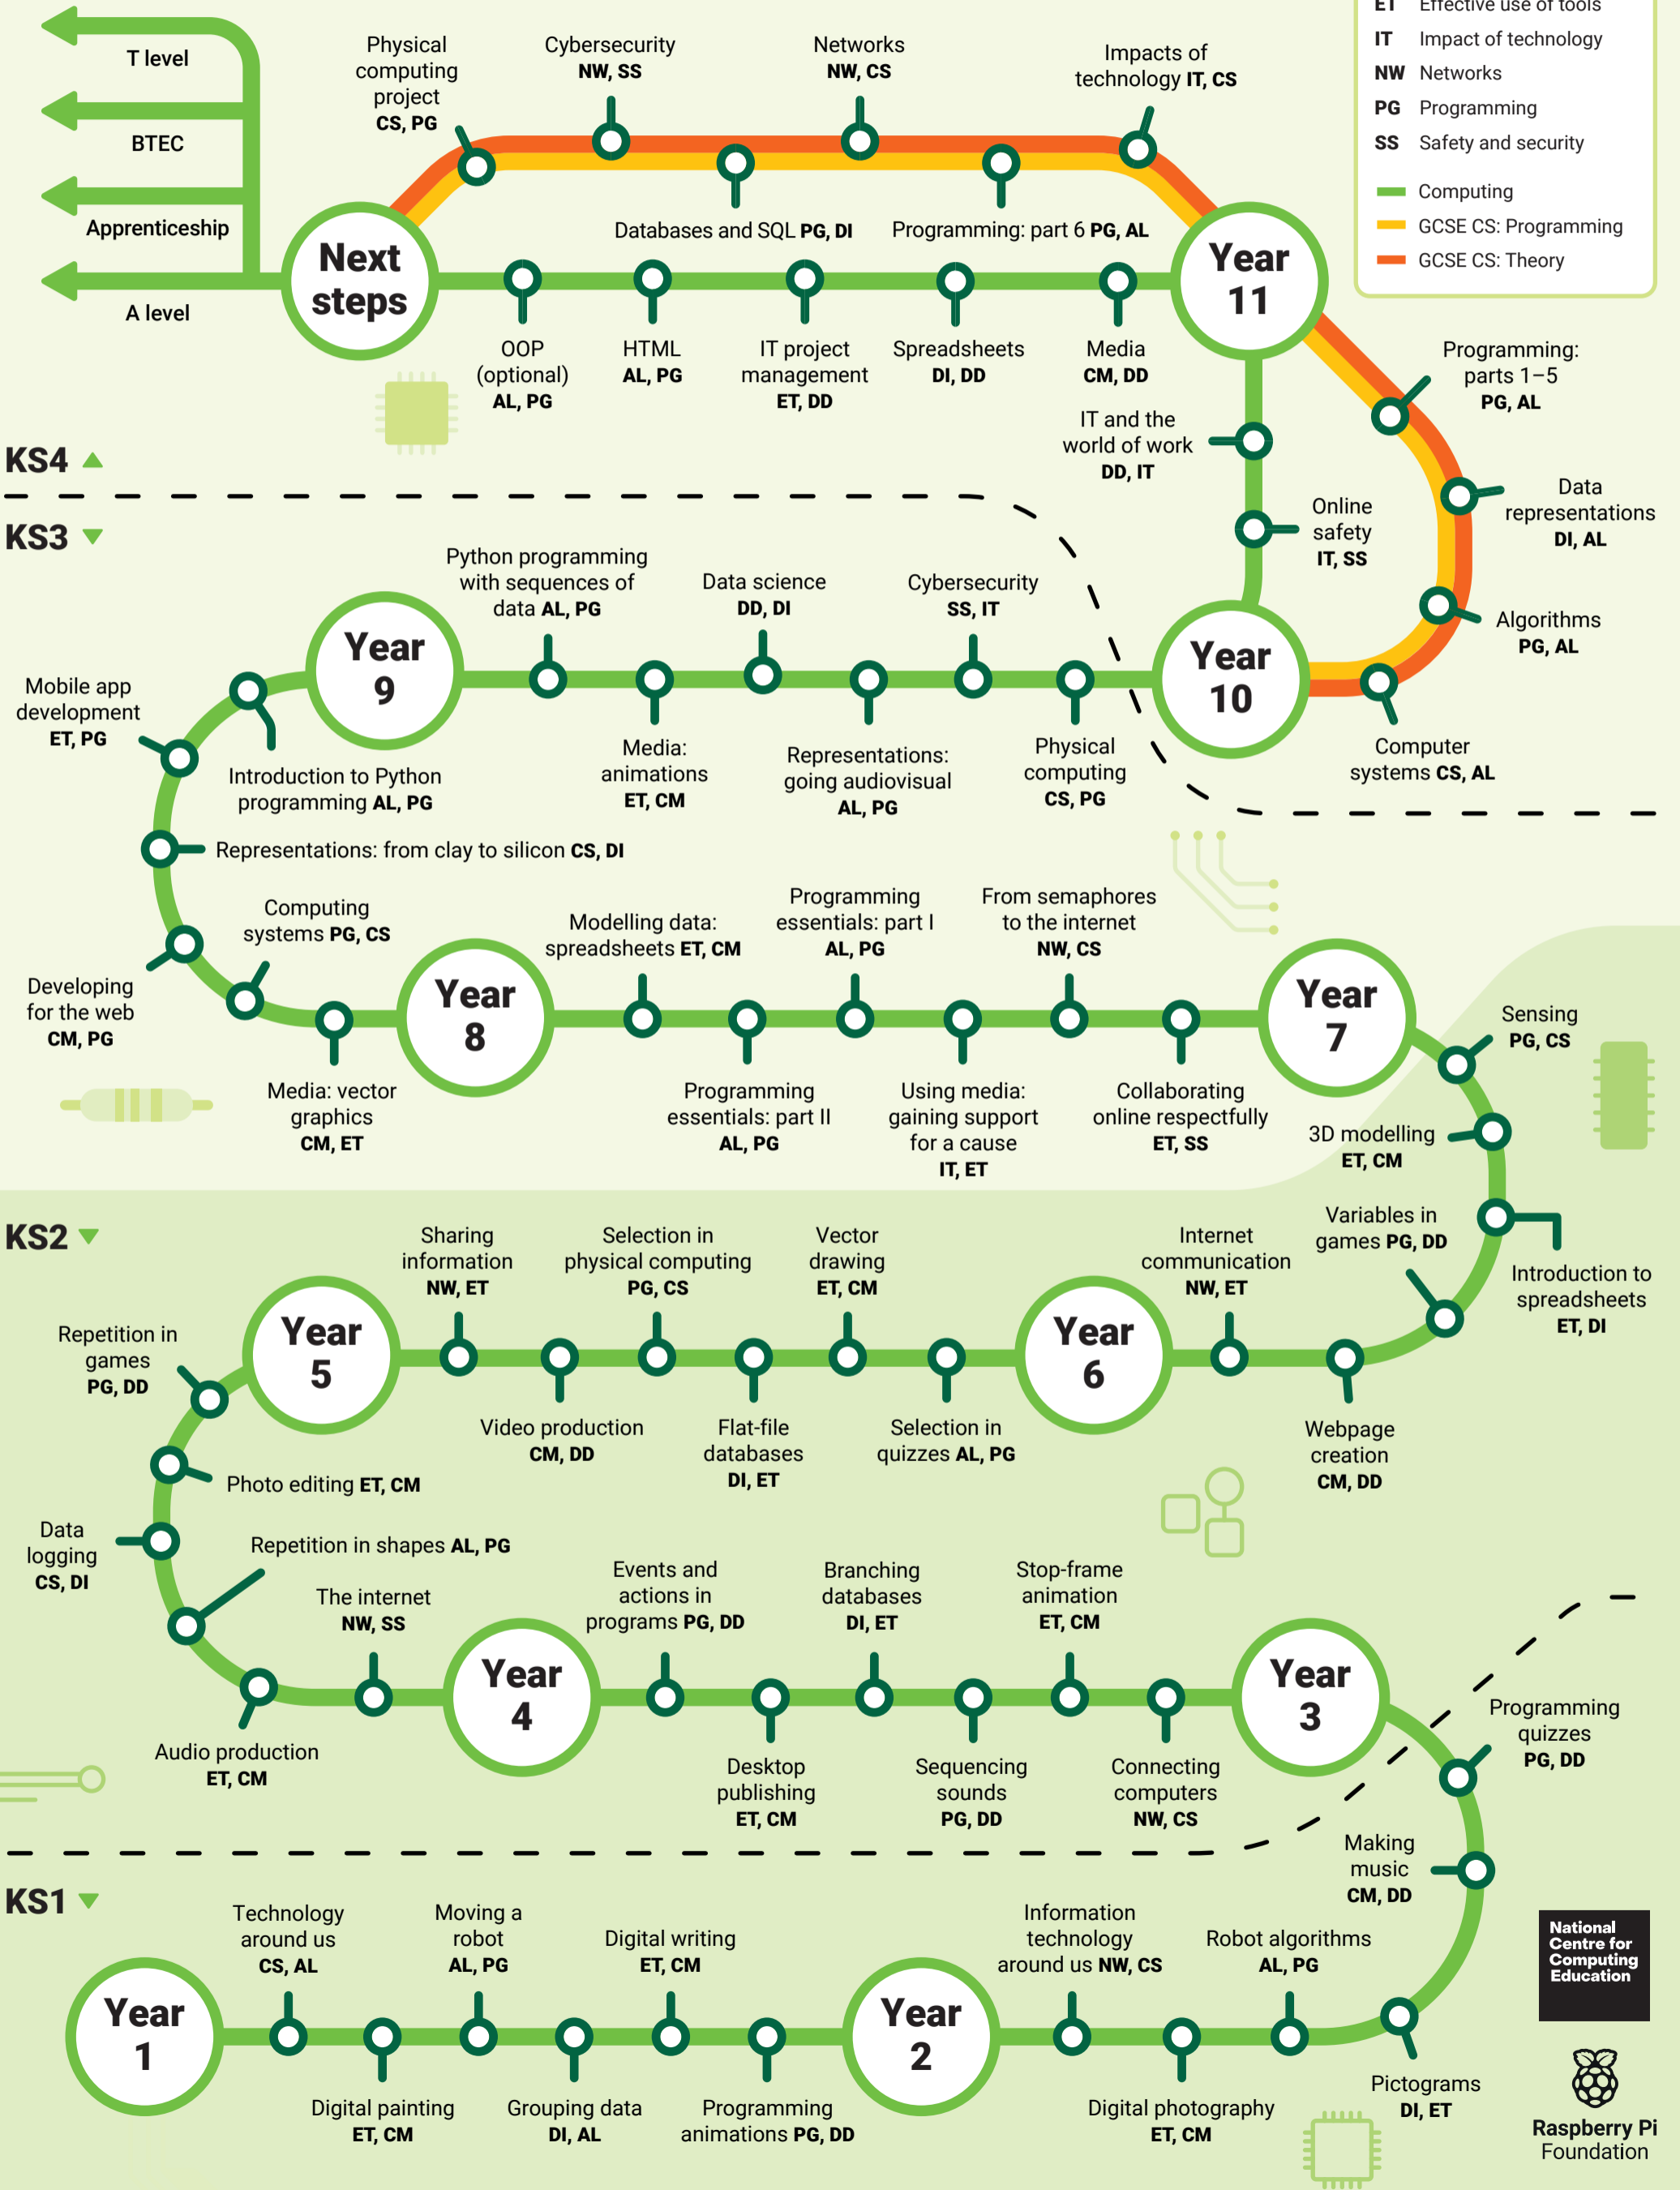 ET Effective use of tools
IT Impact of technology
NW Networks
PG Programming
SS Safety and security
Computing
GCSE CS: Programming
GCSE CS: Theory
T level
BTEC
Apprenticeship
A level
Physical
computing
project
CS, PG
Cybersecurity
NW, SS
Networks
NW, CS
Impacts of
technology IT, CS
Databases and SQL PG, DI
Programming: part 6 PG, AL
Next
steps
Year
11
OOP
(optional)
AL, PG
HTML
AL, PG
IT project
management
ET, DD
Spreadsheets
DI, DD
Media
CM, DD
Programming:
parts 1–5
PG, AL
IT and the
world of work
DD, IT
Online
safety
IT, SS
Data
representations
DI, AL
Algorithms
PG, AL
Computer
systems CS, AL
KS4
KS3
Python programming
with sequences of
data AL, PG
Data science
DD, DI
Cybersecurity
SS, IT
Year
9
Year
10
Mobile app
development
ET, PG
Introduction to Python
programming AL, PG
Media:
animations
ET, CM
Representations:
going audiovisual
AL, PG
Physical
computing
CS, PG
Representations: from clay to silicon CS, DI
Computing
systems PG, CS
Developing
for the web
CM, PG
Media: vector
graphics
CM, ET
Modelling data:
spreadsheets ET, CM
Programming
essentials: part I
AL, PG
From semaphores
to the internet
NW, CS
Year
8
Year
7
Programming
essentials: part II
AL, PG
Using media:
gaining support
for a cause
IT, ET
Collaborating
online respectfully
ET, SS
Sensing
PG, CS
3D modelling
ET, CM
Variables in
games PG, DD
Introduction to
spreadsheets
ET, DI
KS2
Sharing
information
NW, ET
Selection in
physical computing
PG, CS
Vector
drawing
ET, CM
Internet
communication
NW, ET
Year
5
Year
6
Repetition in
games
PG, DD
Video production
CM, DD
Flat-file
databases
DI, ET
Selection in
quizzes AL, PG
Webpage
creation
CM, DD
Photo editing ET, CM
Data
logging
CS, DI
Repetition in shapes AL, PG
The internet
NW, SS
Audio production
ET, CM
Events and
actions in
programs PG, DD
Branching
databases
DI, ET
Stop-frame
animation
ET, CM
Year
4
Year
3
Desktop
publishing
ET, CM
Sequencing
sounds
PG, DD
Connecting
computers
NW, CS
Programming
quizzes
PG, DD
Making
music
CM, DD
KS1
Technology
around us
CS, AL
Moving a
robot
AL, PG
Digital writing
ET, CM
Information
technology
around us NW, CS
Robot algorithms
AL, PG
Year
1
Year
2
Digital painting
ET, CM
Grouping data
DI, AL
Programming
animations PG, DD
Digital photography
ET, CM
Pictograms
DI, ET
National
Centre for
Computing
Education
Raspberry Pi
Foundation